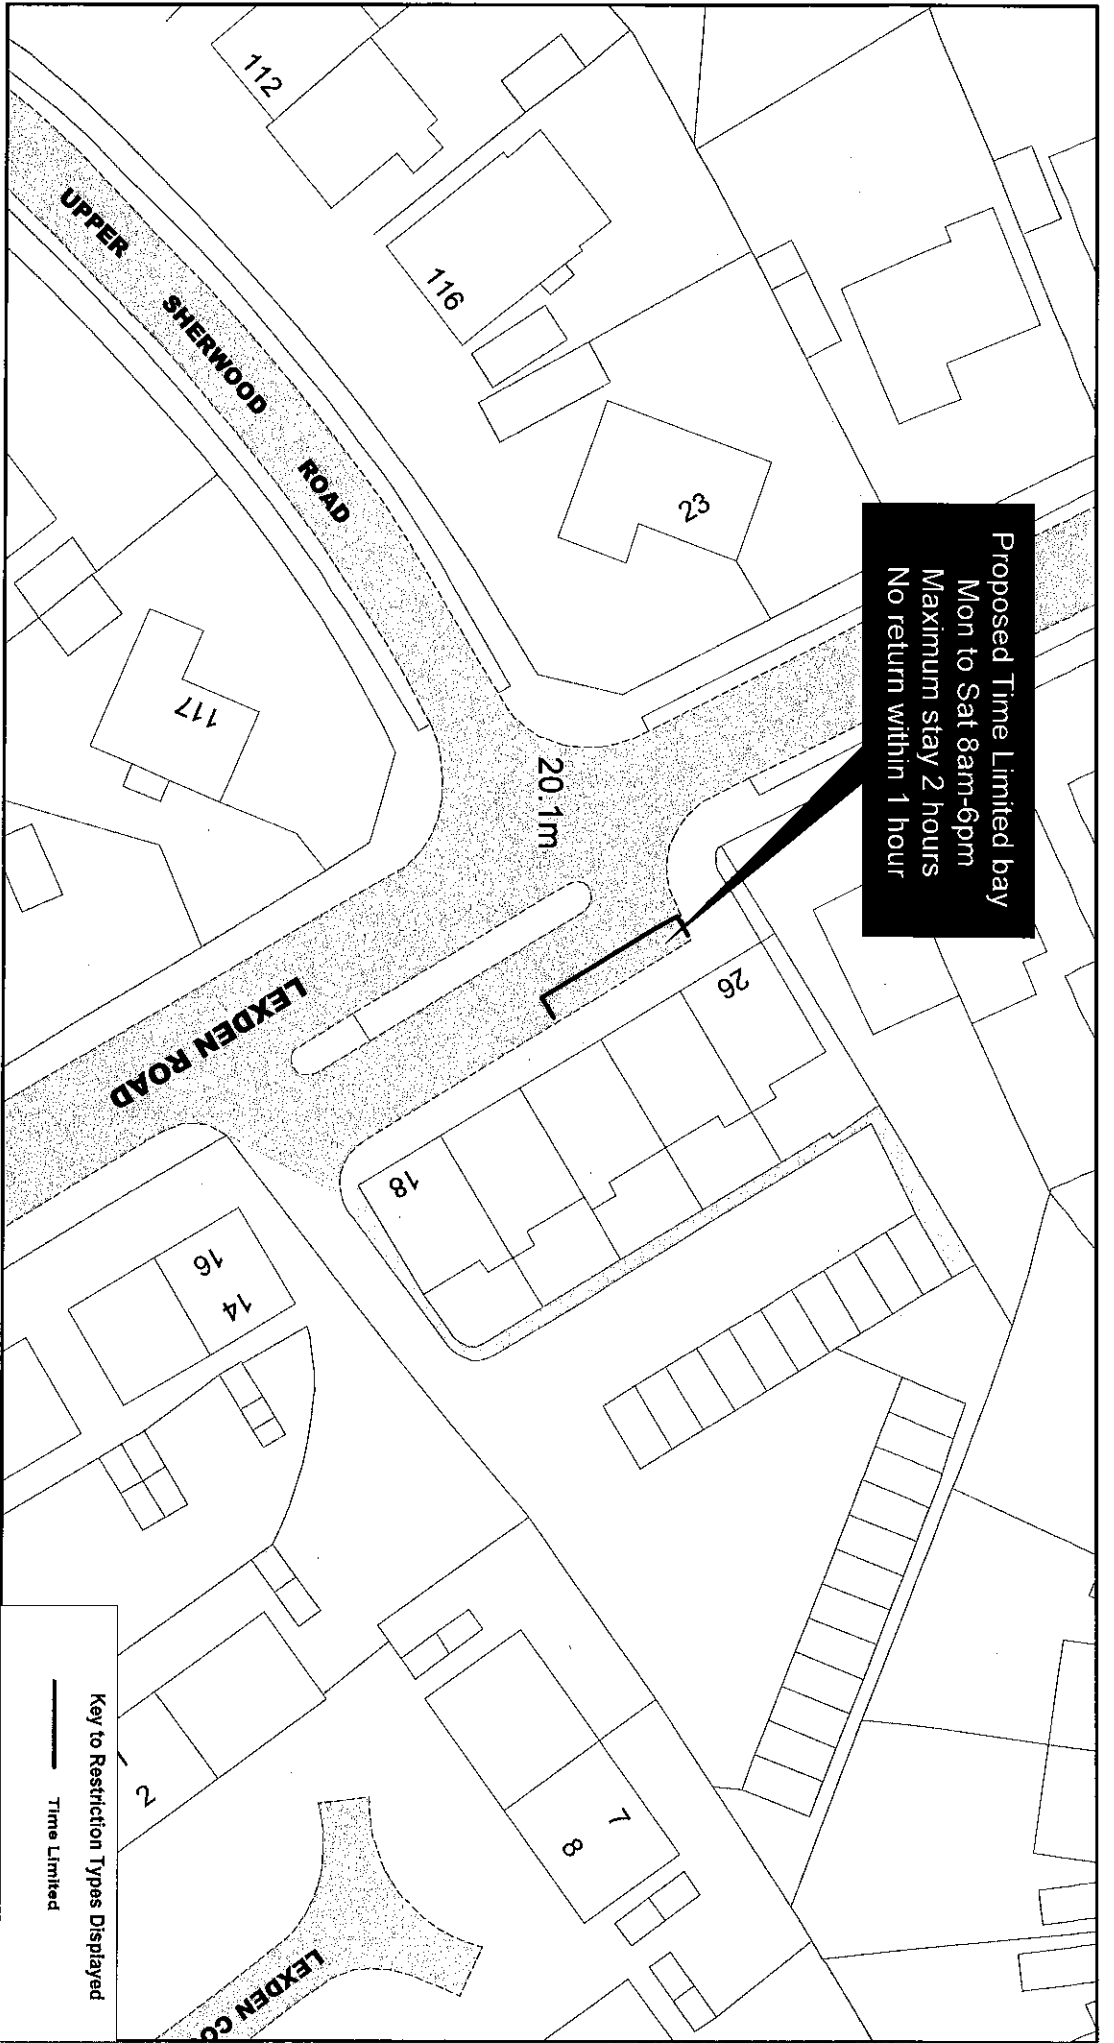 Proposed Time Limited bay
Mon to Sat 8am-6pm
Maximum stay 2 hours
No return within 1 hour
112
116
23
UPPER SHERWOOD ROAD
117
20.1m
LEXDEN ROAD
26
18
16
14
7
8
2
LEXDEN CO
Key to Restriction Types Displayed
Time Limited